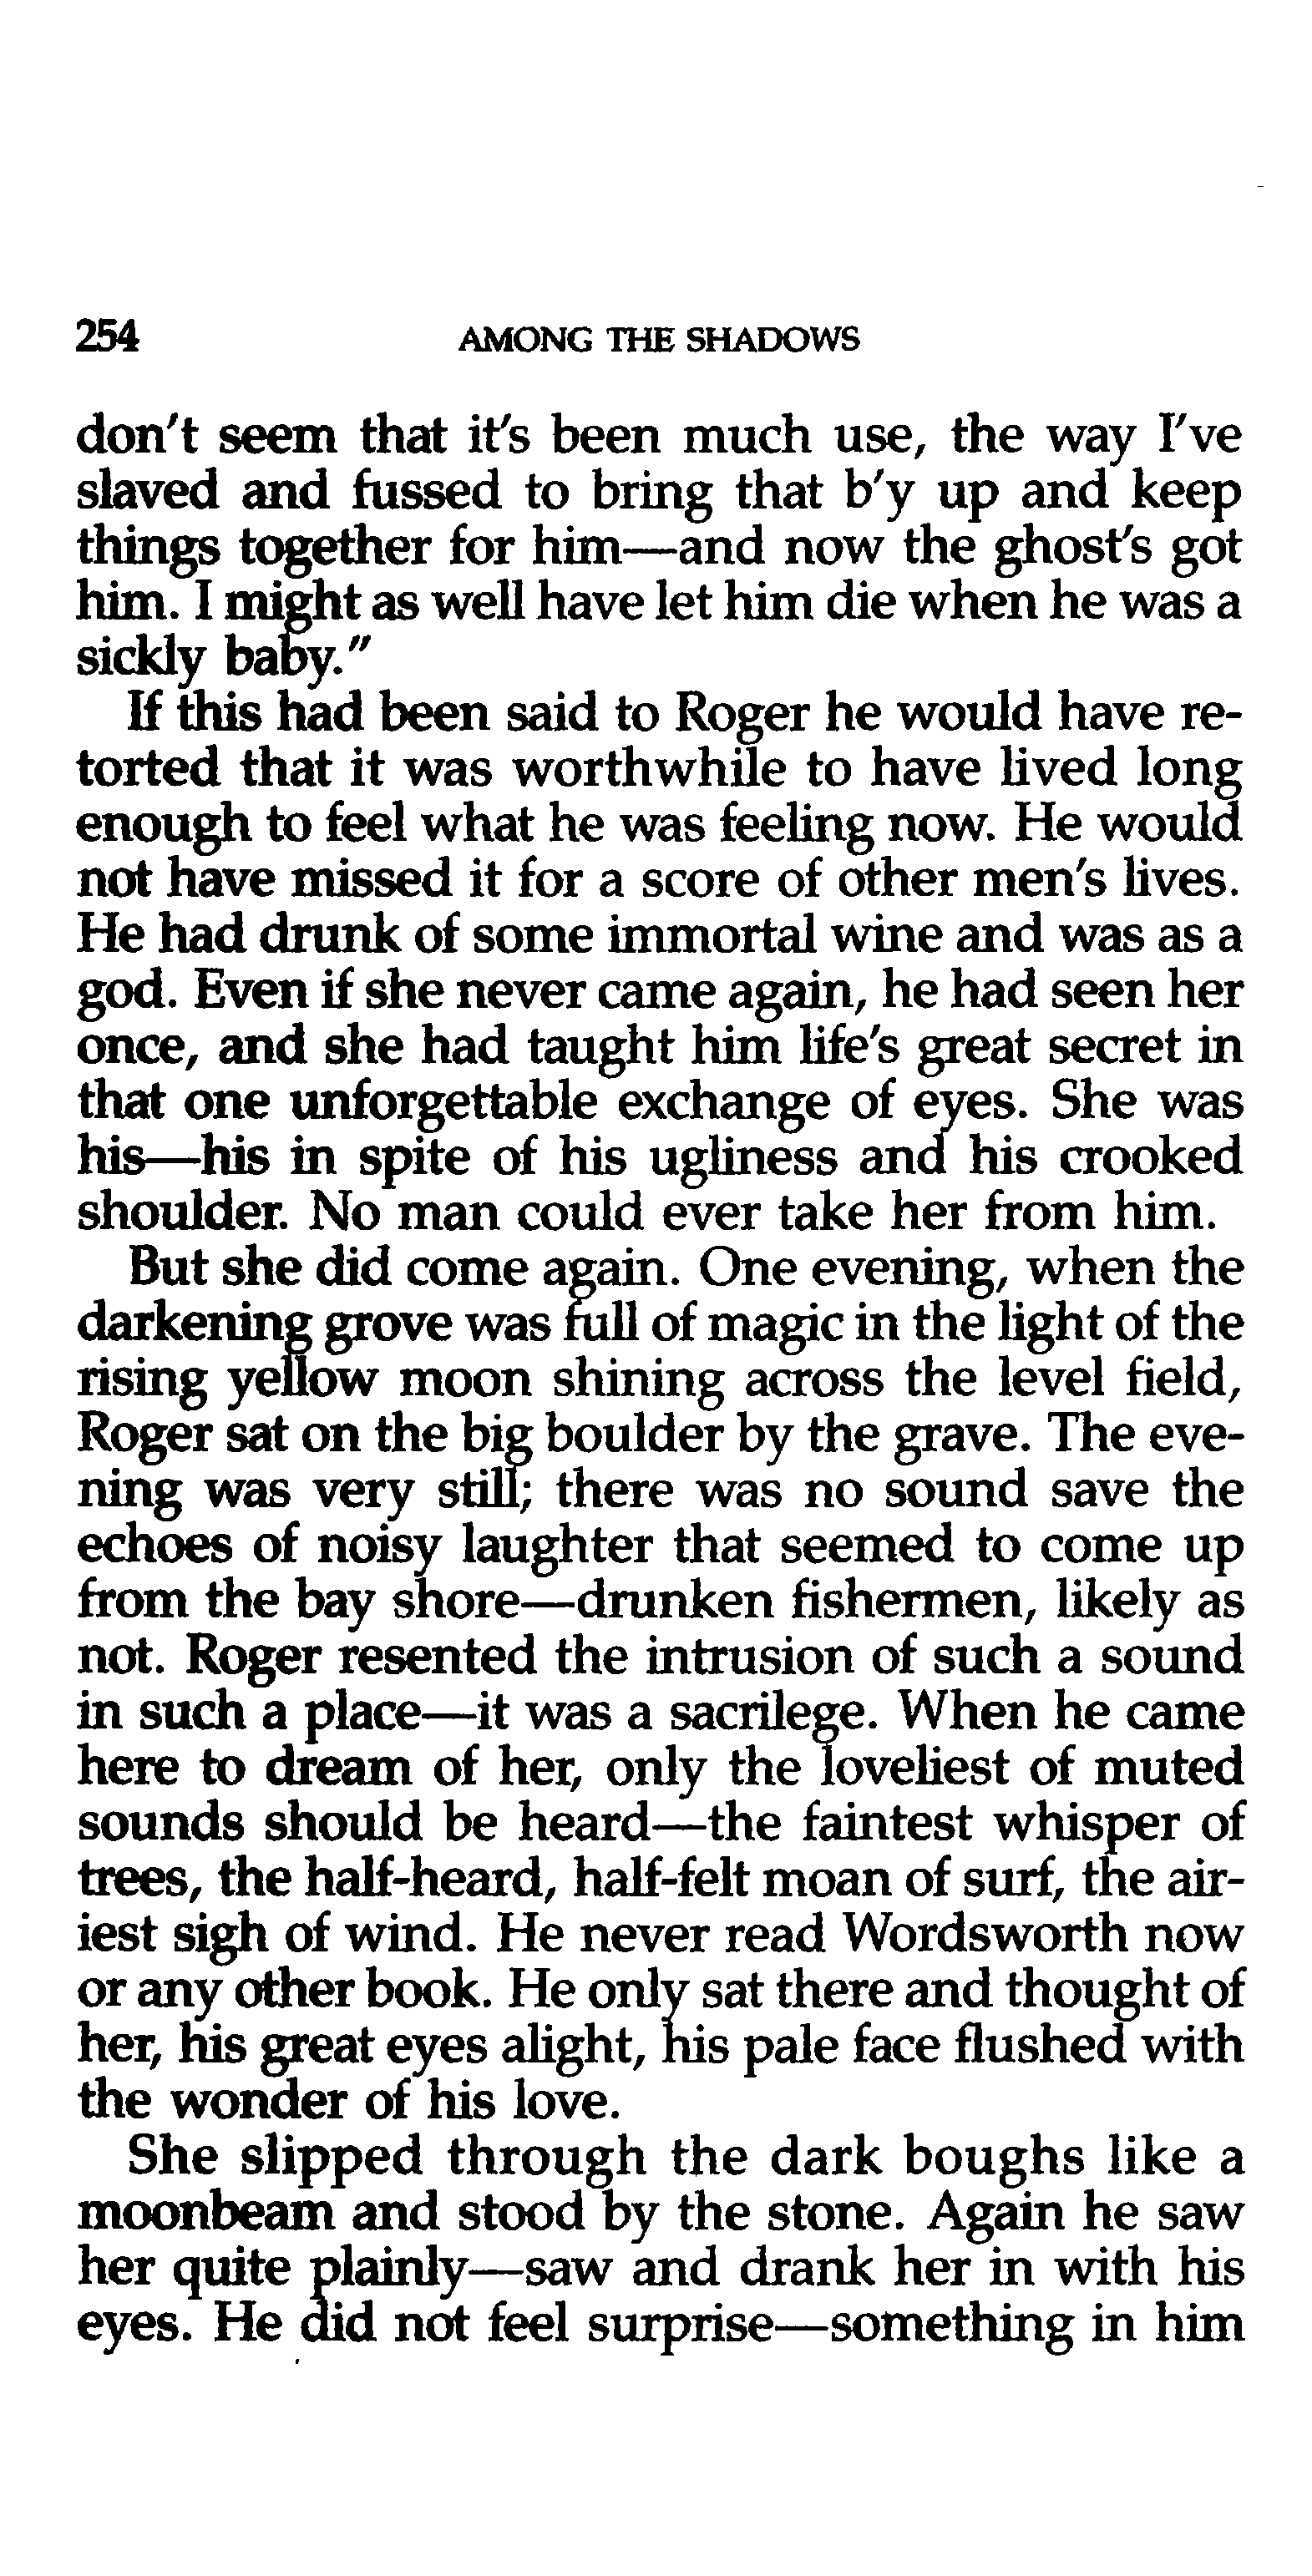 254 AMONG THE SHADOWS
don't seem that it's been much use, the way I've
slaved and fussed to bring that b'y up and keep
things together for him—and now the ghost's got
him. I might as well have let him die when he was a
sickly baby."
If this had been said to Roger he would have re-
torted that it was worthwhile to have lived long
enough to feel what he was feeling now. He would
not have missed it for a score of other men's lives.
He had drunk of some immortal wine and was as a
god. Even if she never came again, he had seen her
once, and she had taught him life's great secret in
that one unforgettable exchange of eyes. She was
his—his in spite of his ugliness and his crooked
shoulder. No man could ever take her from him.
But she did come again. One evening, when the
darkening grove was full of magic in the light of the
rising yellow moon shining across the level field,
Roger sat on the big boulder by the grave. The eve-
ning was very still; there was no sound save the
echoes of noisy laughter that seemed to come up
from the bay shore—drunken fishermen, likely as
not. Roger resented the intrusion of such a sound
in such a place—it was a sacrilege. When he came
here to dream of her, only the loveliest of muted
sounds should be heard—the faintest whisper of
trees, the half-heard, half-felt moan of surf, the air-
iest sigh of wind. He never read Wordsworth now
or any other book. He only sat there and thought of
her, his great eyes alight, his pale face flushed with
the wonder of his love.
She slipped through the dark boughs like a
moonbeam and stood by the stone. Again he saw
her quite plainly—saw and drank her in with his
eyes. He did not feel surprise—something in him